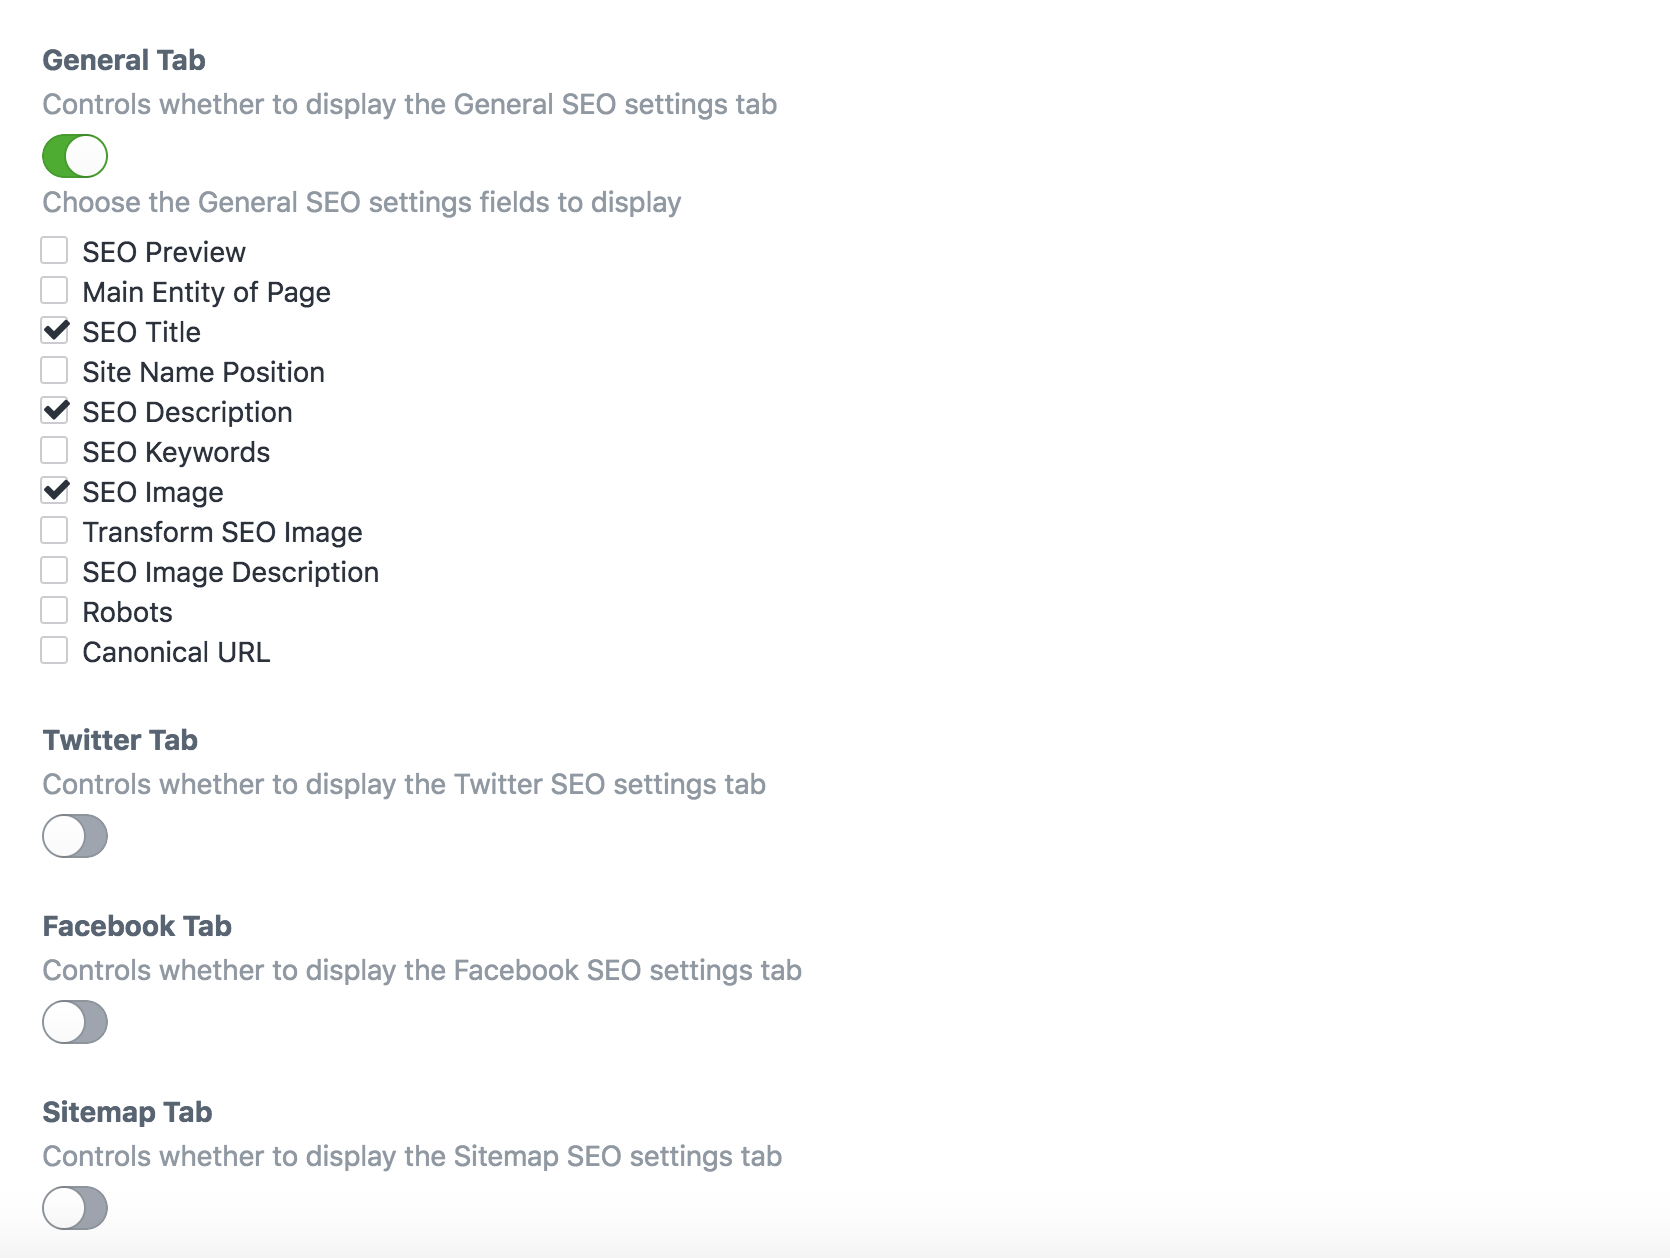 General Tab
Controls whether to display the General SEO settings tab
Choose the General SEO settings fields to display
SEO Preview
Main Entity of Page
SEO Title
Site Name Position
SEO Description
SEO Keywords
SEO Image
Transform SEO Image
SEO Image Description
Robots
Canonical URL
Twitter Tab
Controls whether to display the Twitter SEO settings tab
Facebook Tab
Controls whether to display the Facebook SEO settings tab
Sitemap Tab
Controls whether to display the Sitemap SEO settings tab